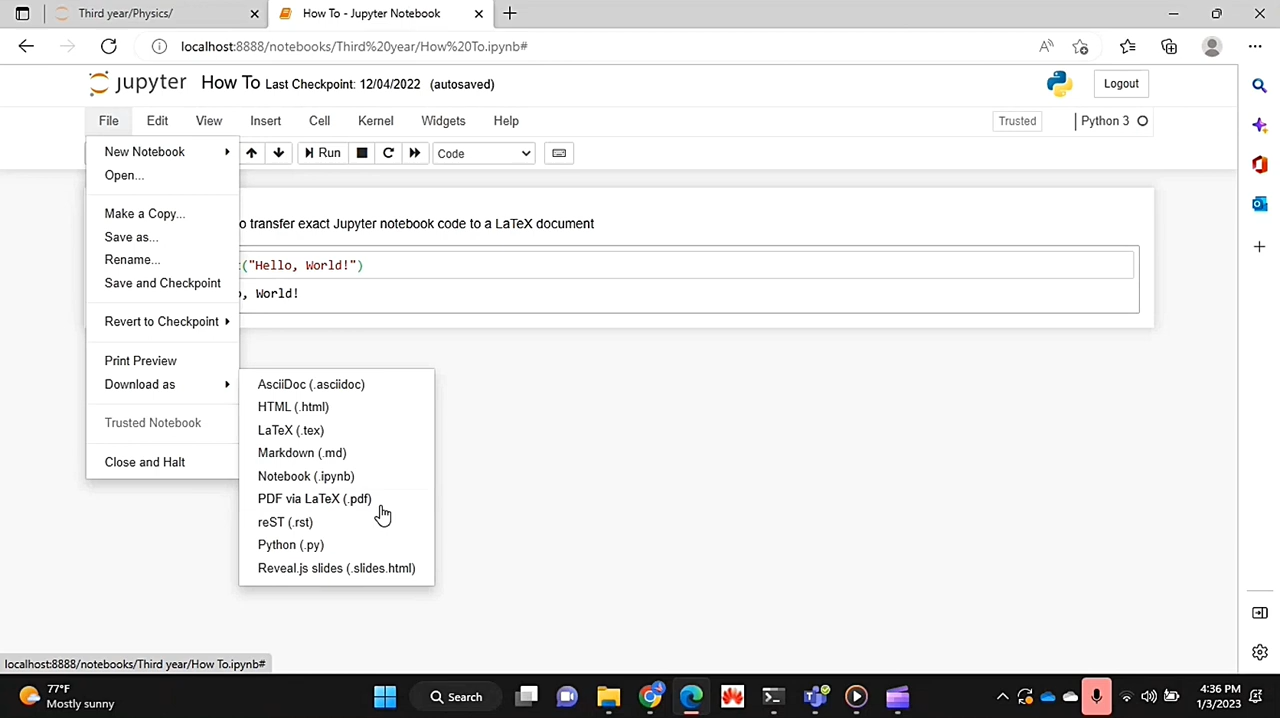 Third year/Physics/
How To - Jupyter Notebook
localhost:8888/notebooks/Third%20year/How%20To.ipynb#
jupyter How To Last Checkpoint: 12/04/2022 (autosaved)
Logout
File Edit View Insert Cell Kernel Widgets Help
Trusted
Python 3
Run
Code
New Notebook
Open...
Make a Copy...
Save as...
Rename...
Save and Checkpoint
Revert to Checkpoint
Print Preview
Download as
Trusted Notebook
Close and Halt
o transfer exact Jupyter notebook code to a LaTeX document
t("Hello, World!")
o, World!
AsciiDoc (.asciidoc)
HTML (.html)
LaTeX (.tex)
Markdown (.md)
Notebook (.ipynb)
PDF via LaTeX (.pdf)
reST (.rst)
Python (.py)
Reveal.js slides (.slides.html)
localhost:8888/notebooks/Third year/How To.ipynb#
77°F
Mostly sunny
Search
4:36 PM
1/3/2023